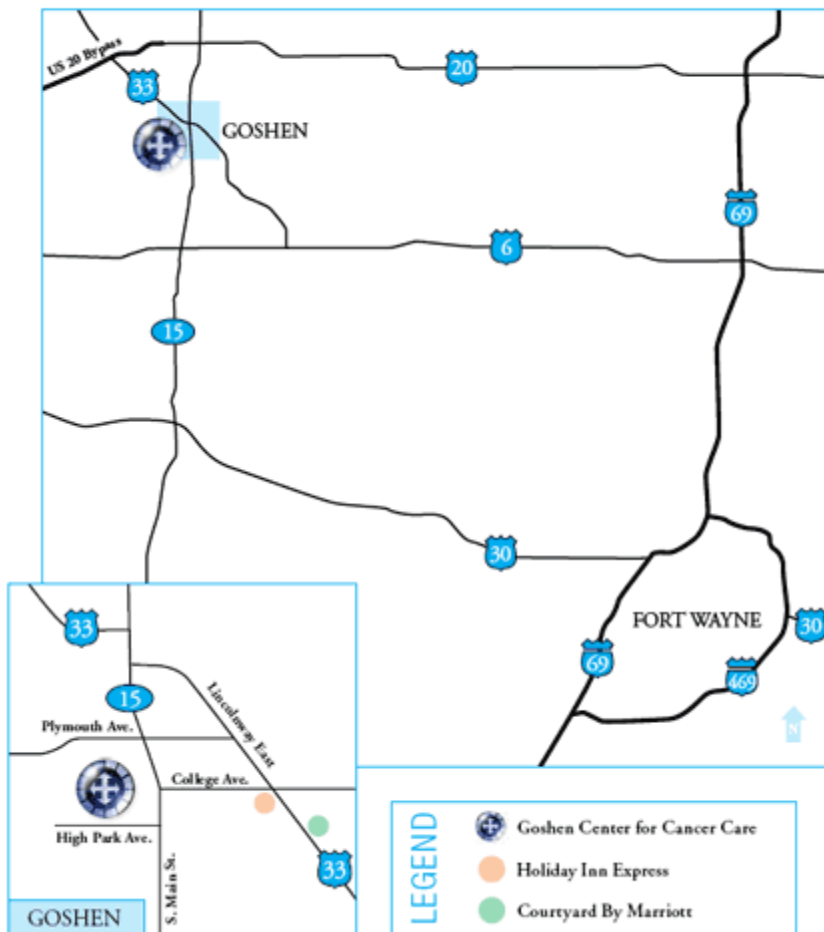 US 20 Bypass
33
20
GOSHEN
69
6
15
30
FORT WAYNE
30
69
469
N
33
15
Lincolnway East
Plymouth Ave.
College Ave.
High Park Ave.
S. Main St.
33
GOSHEN
LEGEND
Goshen Center for Cancer Care
Holiday Inn Express
Courtyard By Marriott